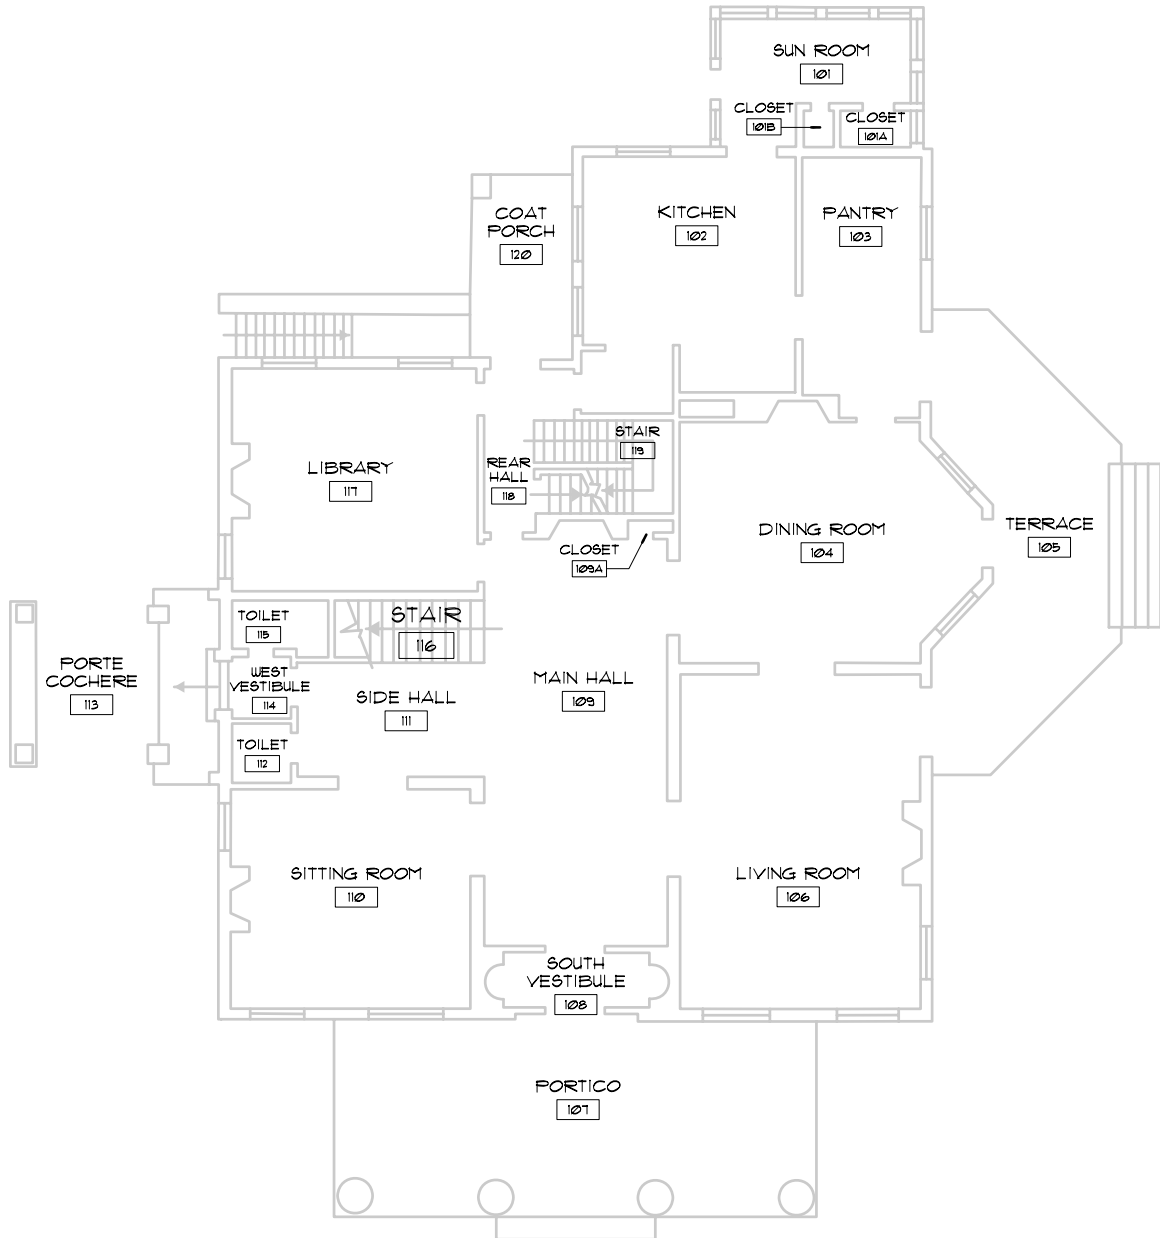 SUN ROOM
101
CLOSET
101B
CLOSET
101A
COAT
PORCH
120
KITCHEN
102
PANTRY
103
STAIR
119
REAR
HALL
118
LIBRARY
117
DINING ROOM
104
TERRACE
105
CLOSET
109A
TOILET
115
STAIR
116
PORTE
COCHERE
113
WEST
VESTIBULE
114
SIDE HALL
111
MAIN HALL
109
TOILET
112
SITTING ROOM
110
LIVING ROOM
106
SOUTH
VESTIBULE
108
PORTICO
107